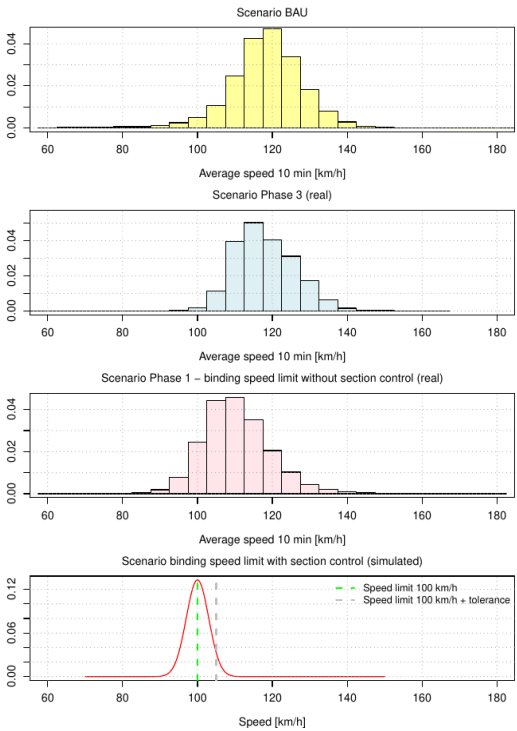 Scenario BAU
0.04
0.02
0.00
60 80 100 120 140 160 180
Average speed 10 min [km/h]
Scenario Phase 3 (real)
0.04
0.02
0.00
60 80 100 120 140 160 180
Average speed 10 min [km/h]
Scenario Phase 1 − binding speed limit without section control (real)
0.04
0.02
0.00
60 80 100 120 140 160 180
Average speed 10 min [km/h]
Scenario binding speed limit with section control (simulated)
0.12
0.06
0.00
Speed limit 100 km/h
Speed limit 100 km/h + tolerance
60 80 100 120 140 160 180
Speed [km/h]